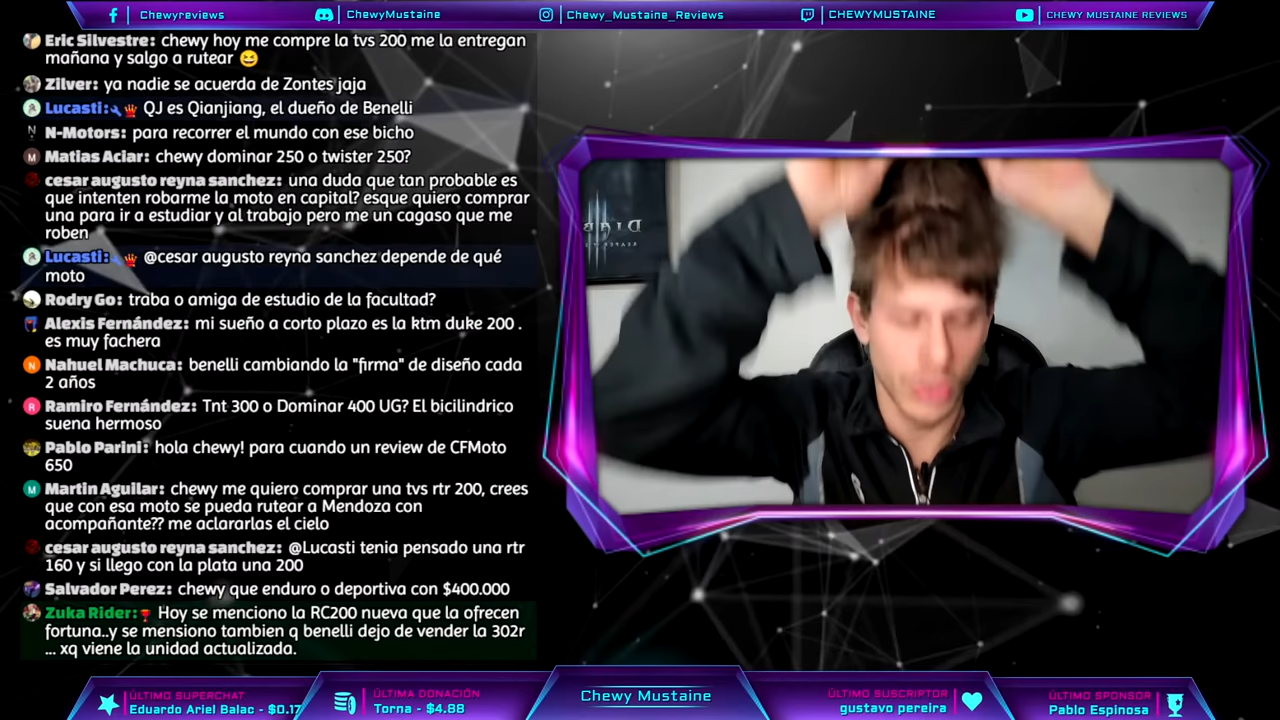 Chewyreviews
ChewyMustaine
Chewy_Mustaine_Reviews
CHEWYMUSTAINE
CHEWY MUSTAINE REVIEWS
Eric Silvestre: chewy hoy me compre la tvs 200 me la entregan
mañana y salgo a rutear 😆
Zilver: ya nadie se acuerda de Zontes jaja
Lucasti: QJ es Qianjiang, el dueño de Benelli
N-Motors: para recorrer el mundo con ese bicho
Matias Aciar: chewy dominar 250 o twister 250?
cesar augusto reyna sanchez: una duda que tan probable es
que intenten robarme la moto en capital? esque quiero comprar
una para ir a estudiar y al trabajo pero me un cagaso que me
roben
Lucasti: @cesar augusto reyna sanchez depende de qué
moto
Rodry Go: traba o amiga de estudio de la facultad?
Alexis Fernández: mi sueño a corto plazo es la ktm duke 200 .
es muy fachera
Nahuel Machuca: benelli cambiando la "firma" de diseño cada
2 años
Ramiro Fernández: Tnt 300 o Dominar 400 UG? El bicilindrico
suena hermoso
Pablo Parini: hola chewy! para cuando un review de CFMoto
650
Martin Aguilar: chewy me quiero comprar una tvs rtr 200, crees
que con esa moto se pueda rutear a Mendoza con
acompañante?? me aclararlas el cielo
cesar augusto reyna sanchez: @Lucasti tenia pensado una rtr
160 y si llego con la plata una 200
Salvador Perez: chewy que enduro o deportiva con $400.000
Zuka Rider: Hoy se menciono la RC200 nueva que la ofrecen
fortuna..y se mensiono tambien q benelli dejo de vender la 302r
... xq viene la unidad actualizada.
ÚLTIMO SUPERCHAT
Eduardo Ariel Balac - $0.17
ÚLTIMA DONACIÓN
Torna - $4.88
Chewy Mustaine
ÚLTIMO SUSCRIPTOR
gustavo pereira
ÚLTIMO SPONSOR
Pablo Espinosa